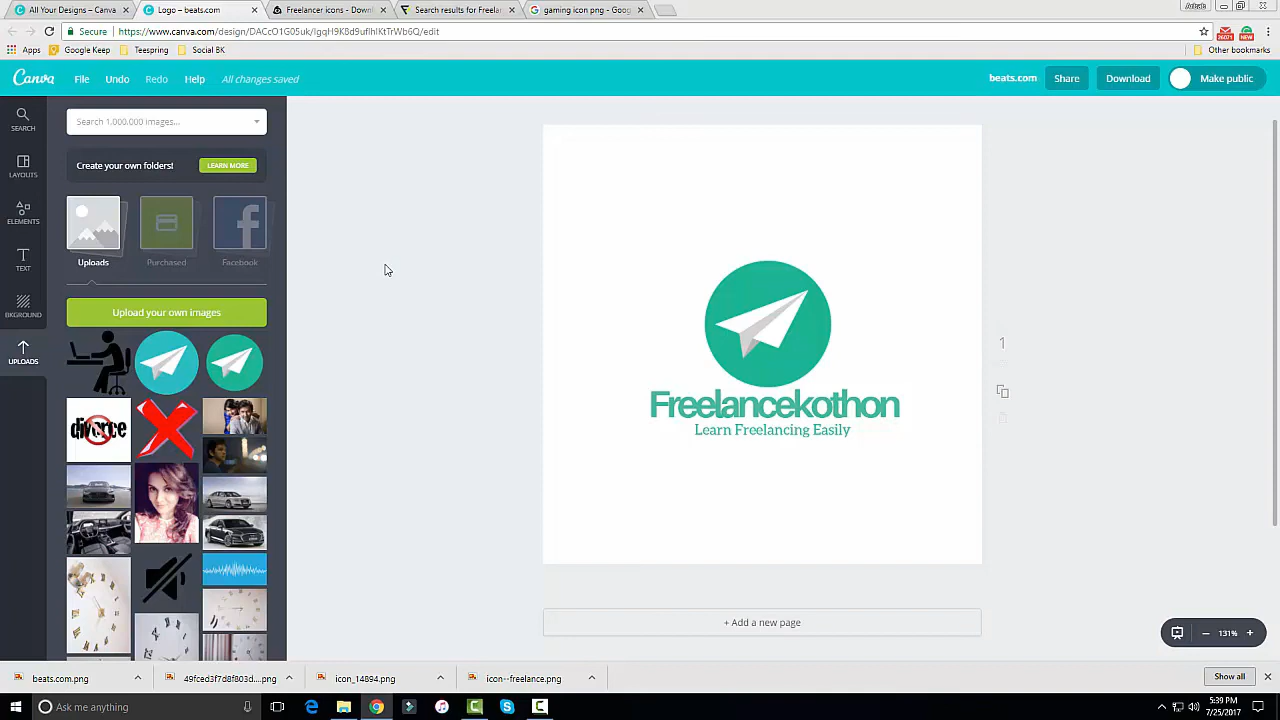 All Your Designs – Canva
Logo – beats.com
Freelancer icons - Downl
Search results for Freelan
gaming icon png - Goog
Secure
https://www.canva.com/design/DACcO1G05uk/IgqH9K8d9uflhIKtTrWb6Q/edit
26071
NEW
Apps
Google Keep
Teespring
Social BK
Other bookmarks
Canva
File
Undo
Redo
Help
All changes saved
beats.com
Share
Download
Make public
SEARCH
LAYOUTS
ELEMENTS
TEXT
BKGROUND
UPLOADS
Search 1,000,000 images...
Create your own folders!
LEARN MORE
Uploads
Purchased
Facebook
Upload your own images
divorce
Freelancekothon
Learn Freelancing Easily
1
+ Add a new page
131%
beats.com.png
49fced3f7d8f803d....png
icon_14894.png
icon--freelance.png
Show all
Ask me anything
5:39 PM
7/25/2017